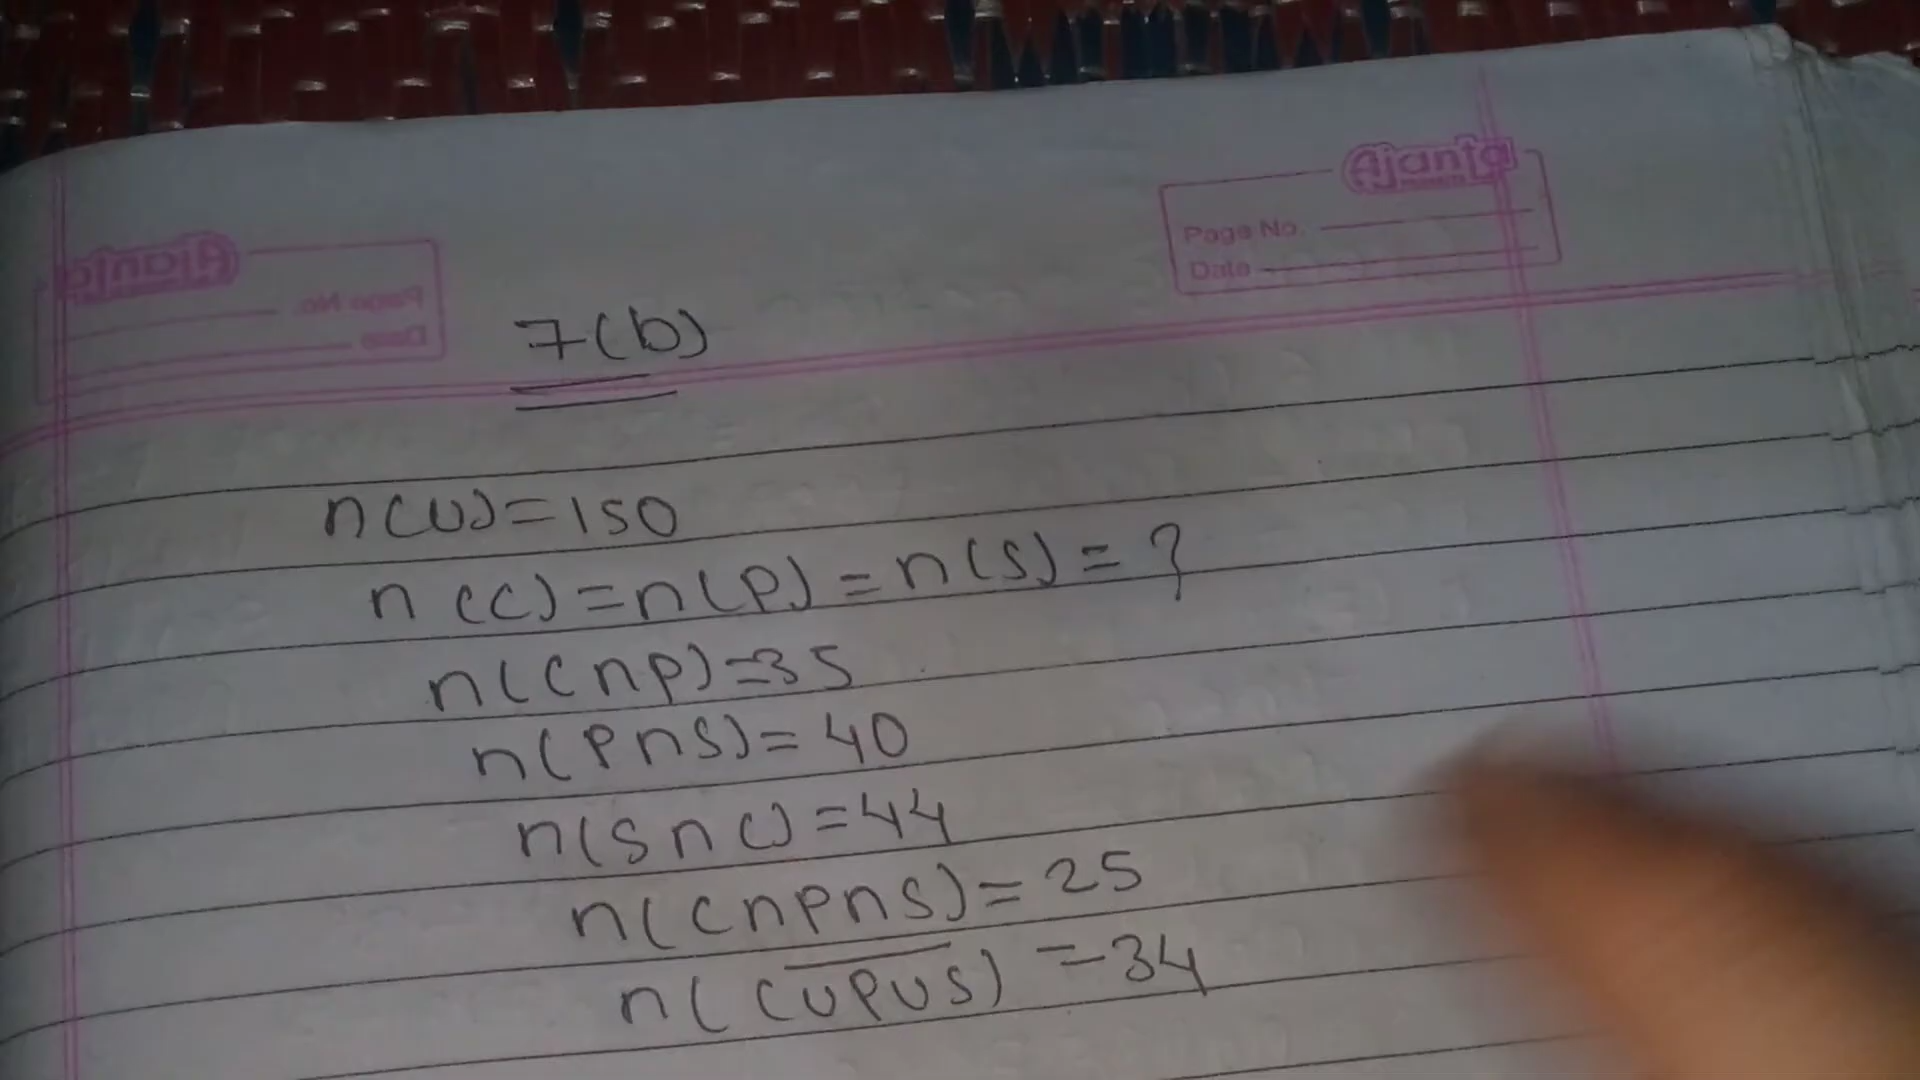 Ajanta
Page No.
Date
7(b)
n(U)=150
n(C)=n(P)=n(S)=?
n(C∩P)=35
n(P∩S)=40
n(S∩C)=44
n(C∩P∩S)=25
n(C̅U̅P̅U̅S̅)=34